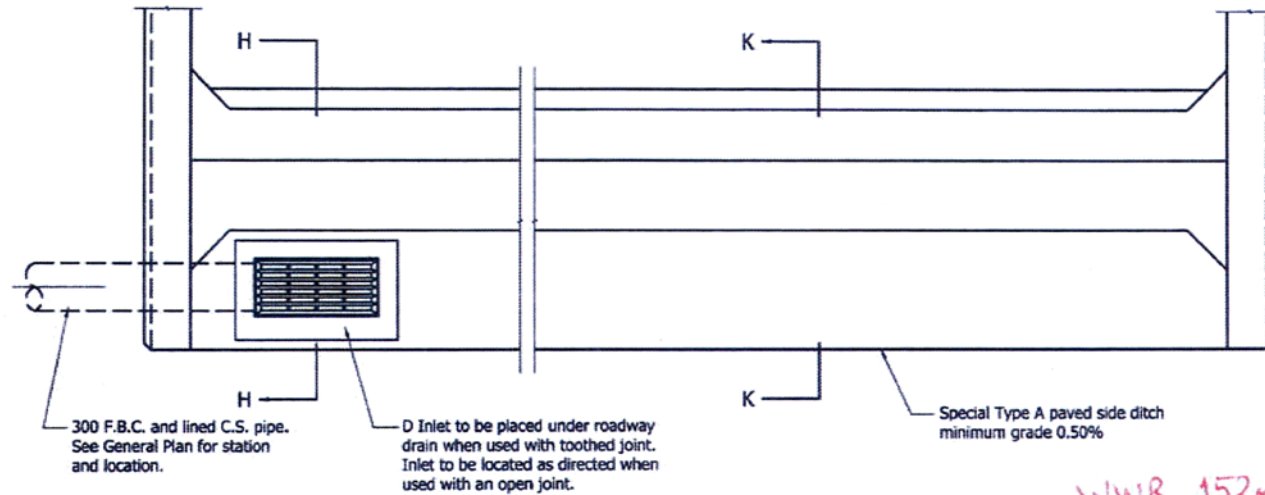 H
K
H
K
300 F.B.C. and lined C.S. pipe.
See General Plan for station
and location.
D Inlet to be placed under roadway
drain when used with toothed joint.
Inlet to be located as directed when
used with an open joint.
Special Type A paved side ditch
minimum grade 0.50%
WWR 152